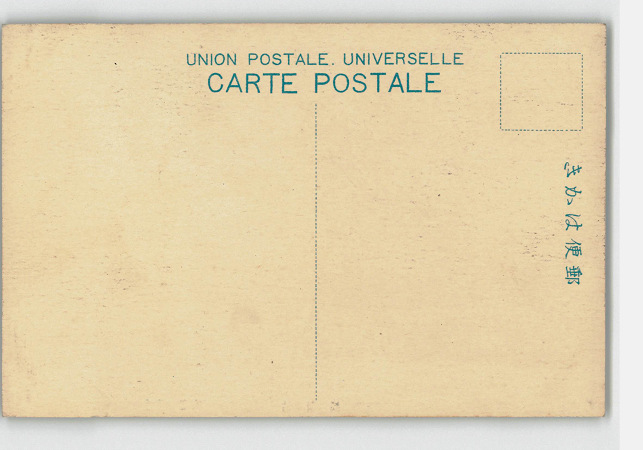 UNION POSTALE. UNIVERSELLE
CARTE POSTALE
郵便はかき